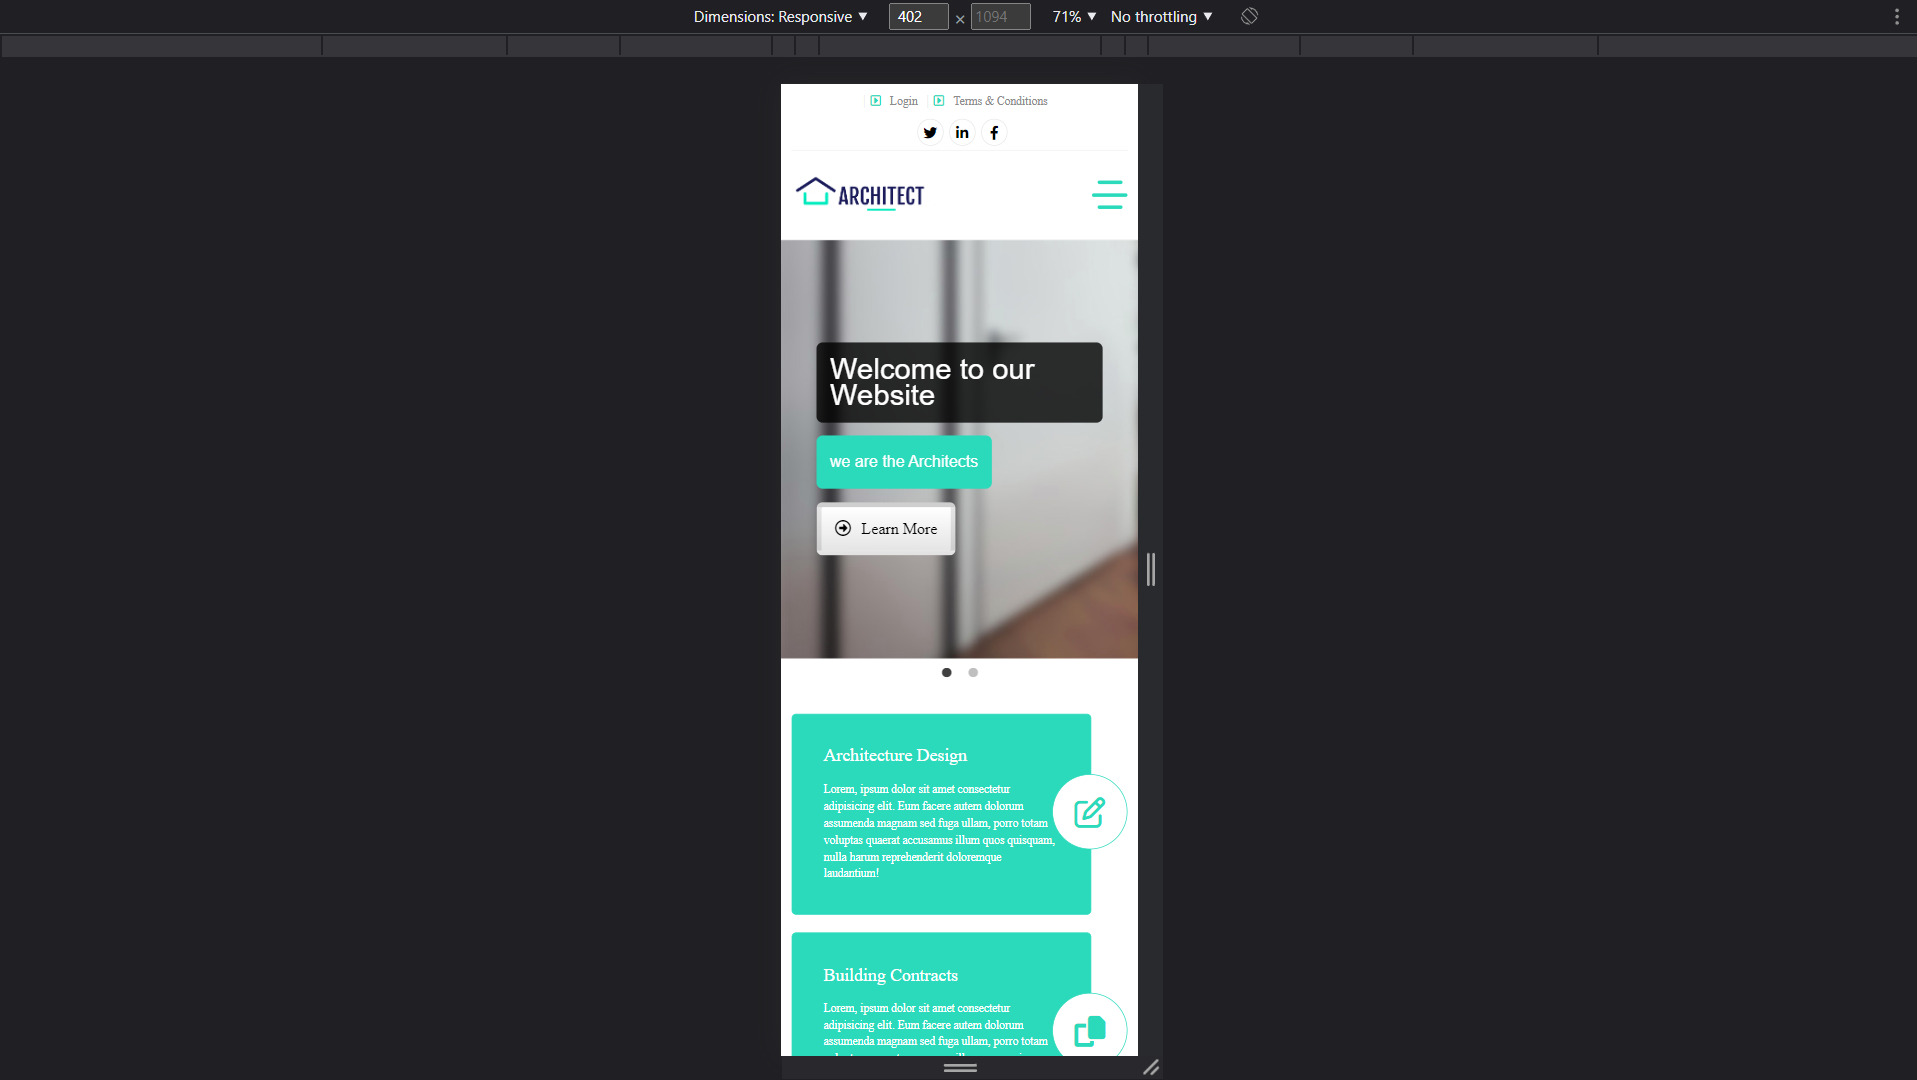 Dimensions: Responsive ▼ 402 × 1094 71% ▼ No throttling ▼
Login Terms & Conditions
ARCHITECT
Welcome to our
Website
we are the Architects
Learn More
Architecture Design
Lorem, ipsum dolor sit amet consectetur
adipisicing elit. Eum facere autem dolorum
assumenda magnam sed fuga ullam, porro totam
voluptas quaerat accusamus illum quos quisquam,
nulla harum reprehenderit doloremque
laudantium!
Building Contracts
Lorem, ipsum dolor sit amet consectetur
adipisicing elit. Eum facere autem dolorum
assumenda magnam sed fuga ullam, porro totam